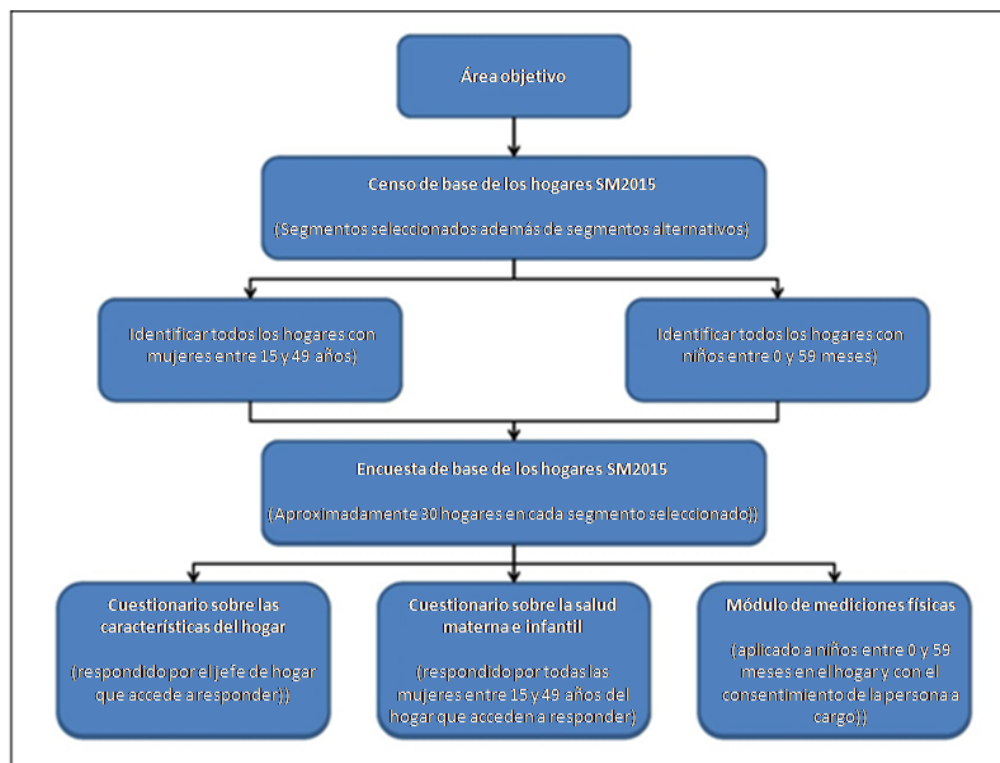 Área objetivo
Censo de base de los hogares SM2015
(Segmentos seleccionados además de segmentos alternativos)
Identificar todos los hogares con
mujeres entre 15 y 49 años)
Identificar todos los hogares con
niños entre 0 y 59 meses)
Encuesta de base de los hogares SM2015
(Aproximadamente 30 hogares en cada segmento seleccionado))
Cuestionario sobre las
características del hogar
(respondido por el jefe de hogar
que accede a responder))
Cuestionario sobre la salud
materna e infantil
(respondido por todas las
mujeres entre 15 y 49 años del
hogar que acceden a responder)
Módulo de mediciones físicas
(aplicado a niños entre 0 y 59
meses en el hogar y con el
consentimiento de la persona a
cargo))